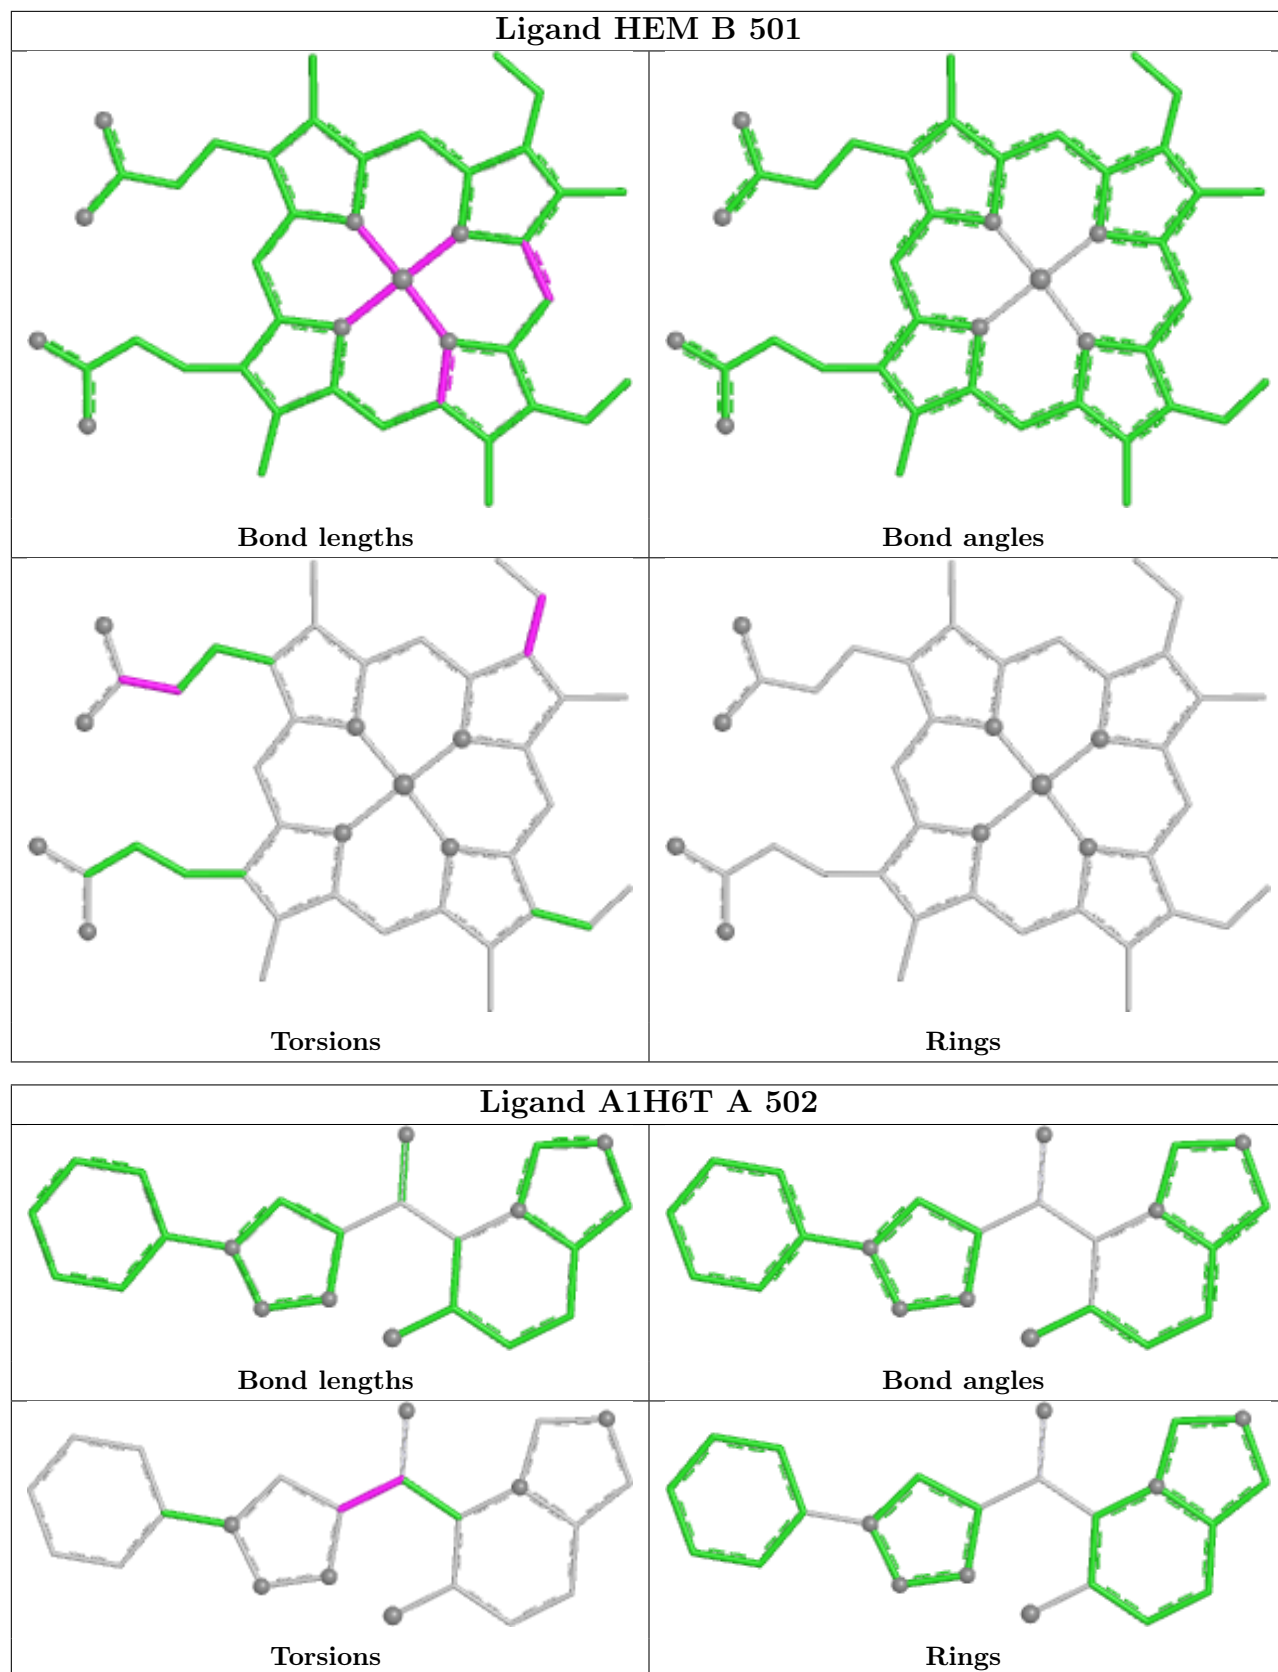 Ligand HEM B 501
Bond lengths
Bond angles
Torsions
Rings
Ligand A1H6T A 502
Bond lengths
Bond angles
Torsions
Rings